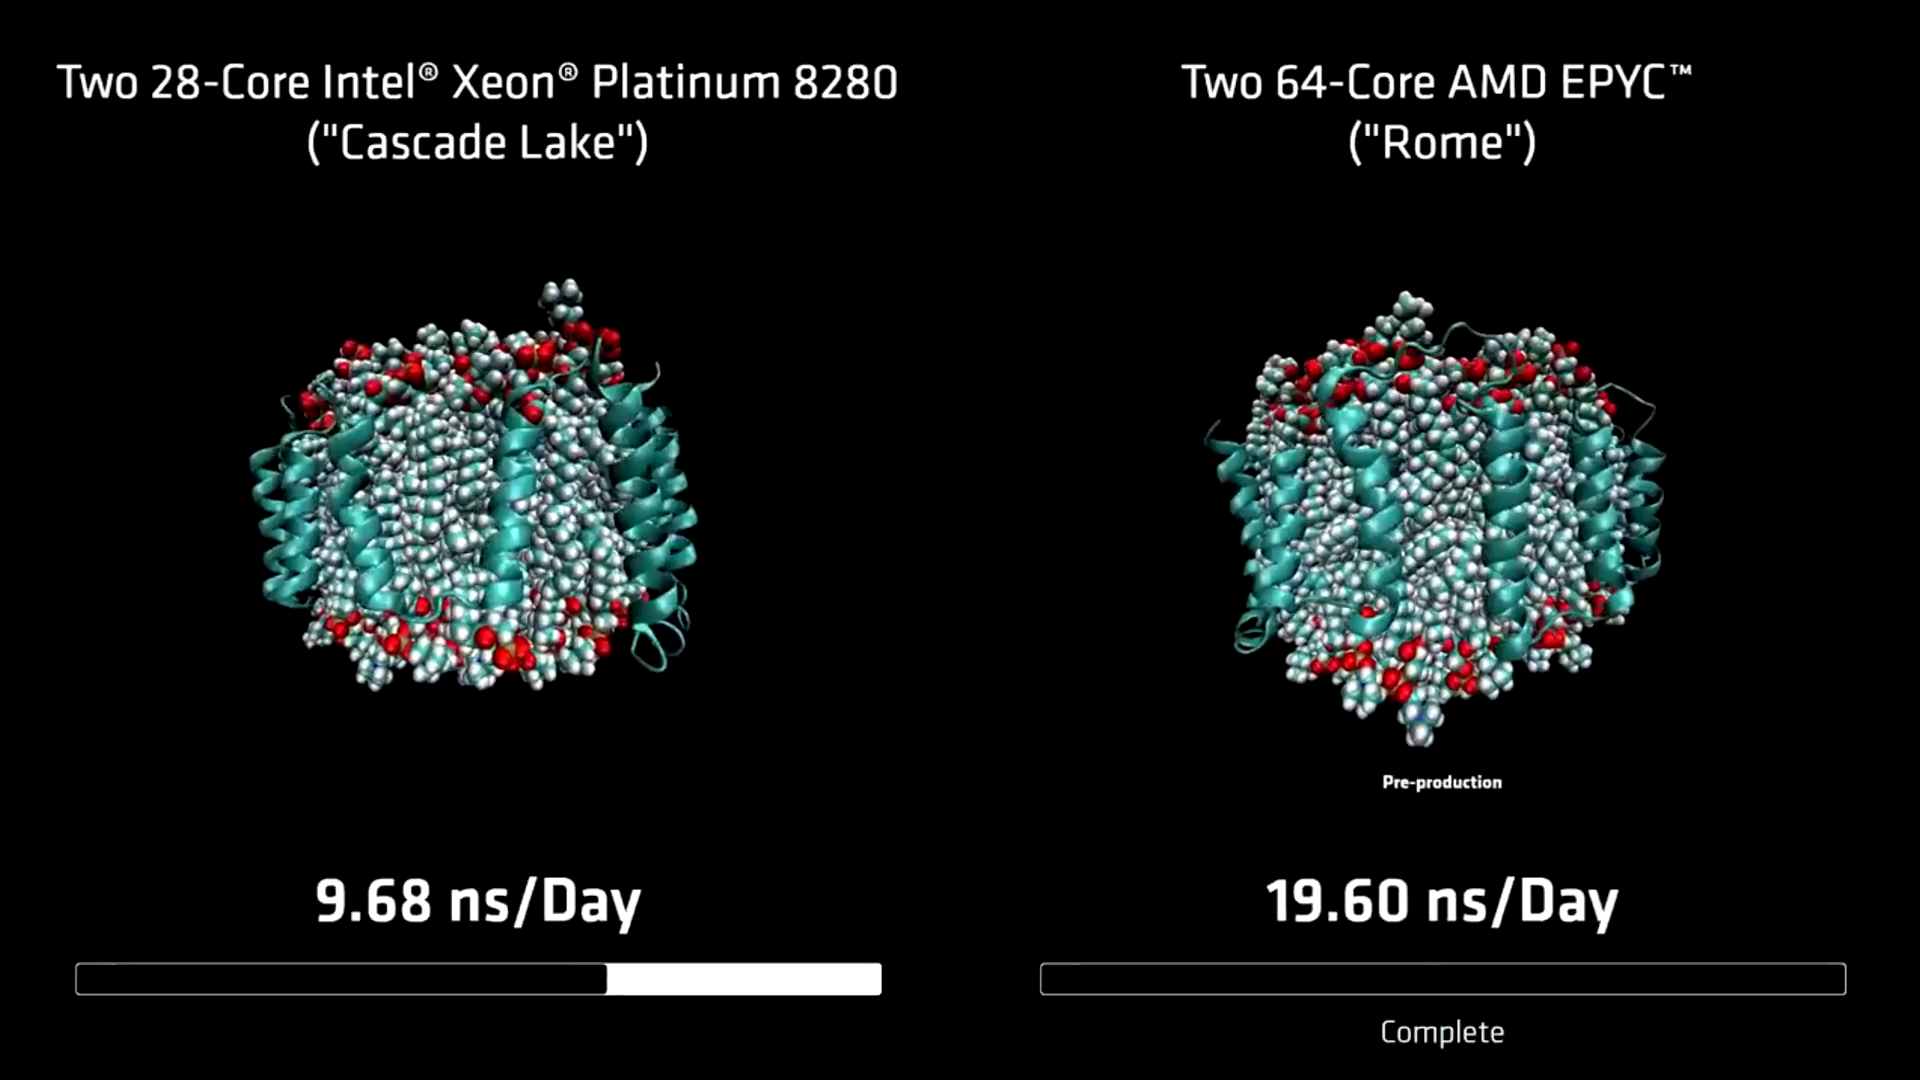 Two 28-Core Intel® Xeon® Platinum 8280
("Cascade Lake")
9.68 ns/Day
Two 64-Core AMD EPYC™
("Rome")
Pre-production
19.60 ns/Day
Complete